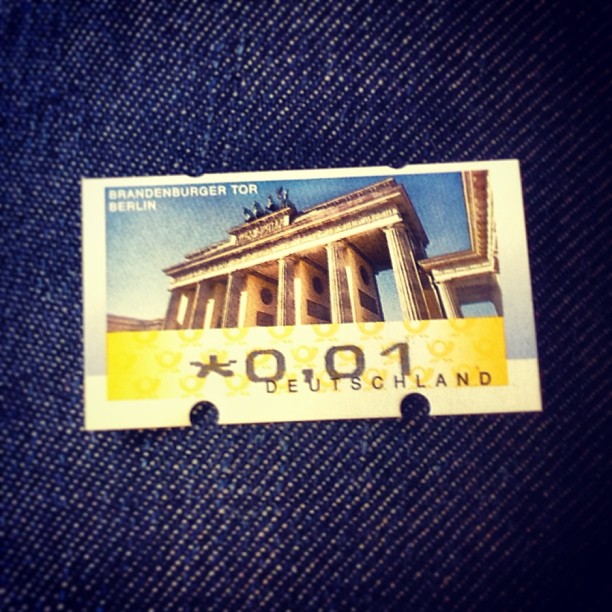 BRANDENBURGER TOR
BERLIN
*0,01
DEUTSCHLAND